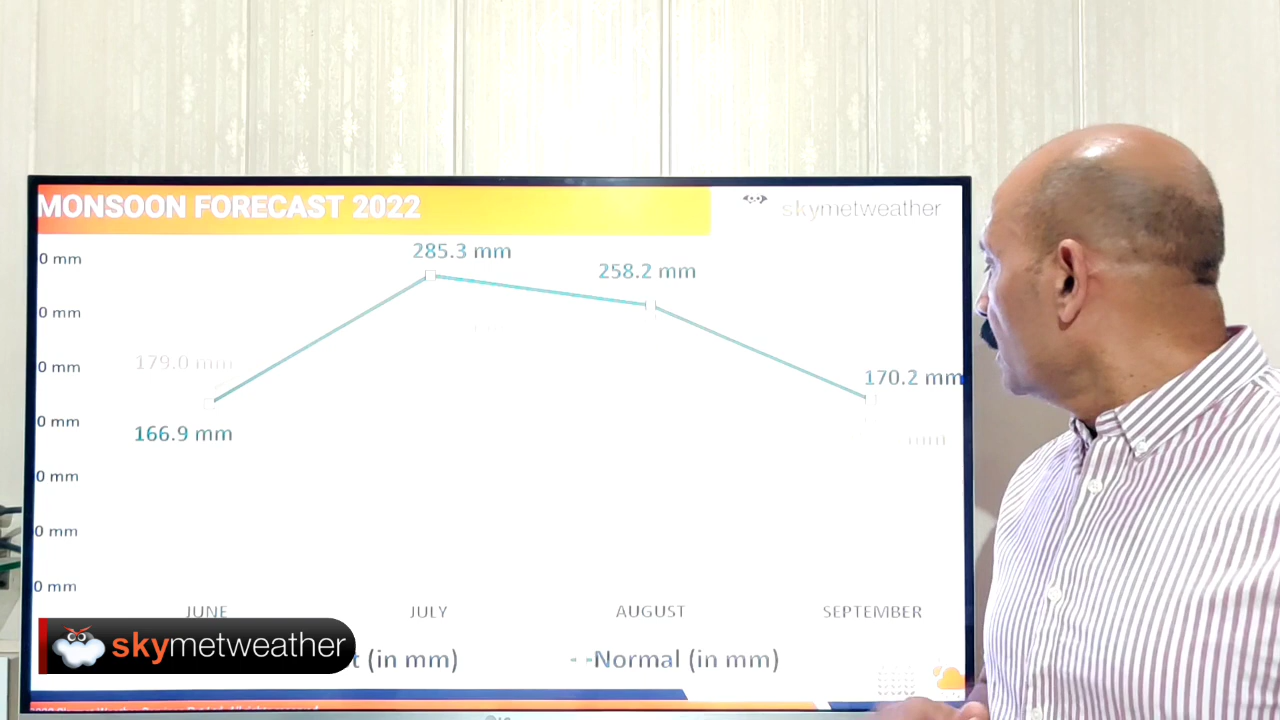 MONSOON FORECAST 2022
skymetweather
0 mm
285.3 mm
258.2 mm
0 mm
179.0 mm
0 mm
170.2 mm
0 mm
166.9 mm
mm
0 mm
0 mm
0 mm
JUNE
JULY
AUGUST
SEPTEMBER
skymetweather
t (in mm)
Normal (in mm)
LG